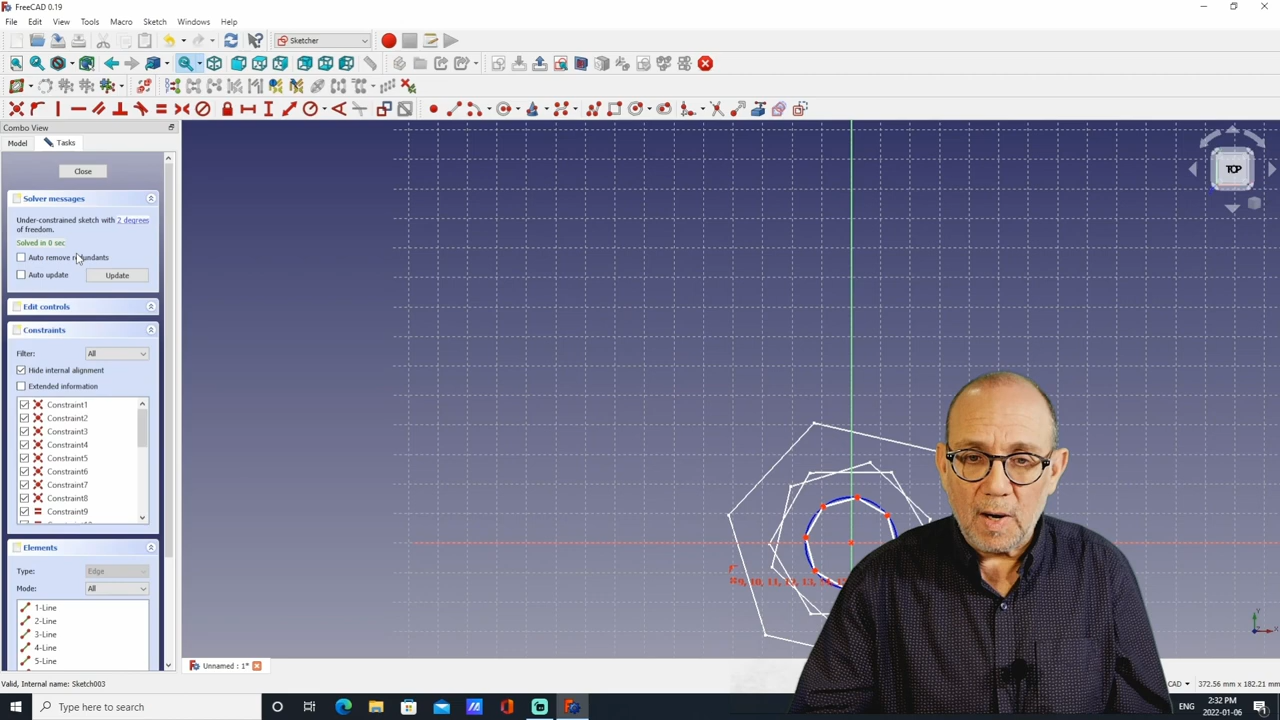 FreeCAD 0.19
File Edit View Tools Macro Sketch Windows Help
Sketcher
Combo View
Model Tasks
Close
Solver messages
Under-constrained sketch with 2 degrees
of freedom.
Solved in 0 sec
Auto remove redundants
Auto update Update
Edit controls
Constraints
Filter: All
Hide internal alignment
Extended information
Constraint1
Constraint2
Constraint3
Constraint4
Constraint5
Constraint6
Constraint7
Constraint8
Constraint9
Elements
Type: Edge
Mode: All
1-Line
2-Line
3-Line
4-Line
5-Line
TOP
Y
X
Unnamed : 1*
Valid, Internal name: Sketch003
CAD 372.56 mm x 182.21 mm
Type here to search
ENG 2:32 PM
2022-01-06